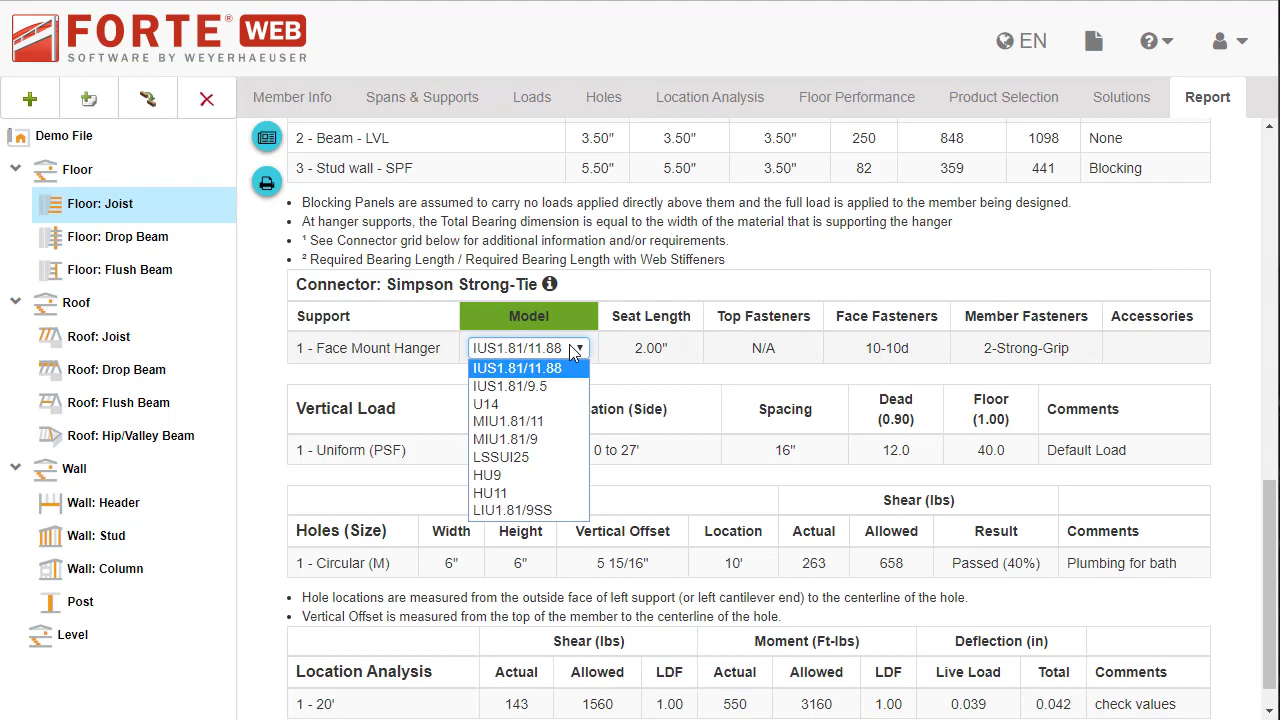 FORTE® WEB
SOFTWARE BY WEYERHAEUSER
EN
Member Info
Spans & Supports
Loads
Holes
Location Analysis
Floor Performance
Product Selection
Solutions
Report
Demo File
Floor
Floor: Joist
Floor: Drop Beam
Floor: Flush Beam
Roof
Roof: Joist
Roof: Drop Beam
Roof: Flush Beam
Roof: Hip/Valley Beam
Wall
Wall: Header
Wall: Stud
Wall: Column
Post
Level
2 - Beam - LVL 3.50" 3.50" 3.50" 250 848 1098 None
3 - Stud wall - SPF 5.50" 5.50" 3.50" 82 359 441 Blocking
• Blocking Panels are assumed to carry no loads applied directly above them and the full load is applied to the member being designed.
• At hanger supports, the Total Bearing dimension is equal to the width of the material that is supporting the hanger
• ¹ See Connector grid below for additional information and/or requirements.
• ² Required Bearing Length / Required Bearing Length with Web Stiffeners
Connector: Simpson Strong-Tie
Support Model Seat Length Top Fasteners Face Fasteners Member Fasteners Accessories
1 - Face Mount Hanger IUS1.81/11.88 2.00" N/A 10-10d 2-Strong-Grip
IUS1.81/11.88
IUS1.81/9.5
U14
MIU1.81/11
MIU1.81/9
LSSUI25
HU9
HU11
LIU1.81/9SS
Vertical Load ation (Side) Spacing Dead (0.90) Floor (1.00) Comments
1 - Uniform (PSF) 0 to 27' 16" 12.0 40.0 Default Load
Shear (lbs)
Holes (Size) Width Height Vertical Offset Location Actual Allowed Result Comments
1 - Circular (M) 6" 6" 5 15/16" 10' 263 658 Passed (40%) Plumbing for bath
• Hole locations are measured from the outside face of left support (or left cantilever end) to the centerline of the hole.
• Vertical Offset is measured from the top of the member to the centerline of the hole.
Shear (lbs) Moment (Ft-lbs) Deflection (in)
Location Analysis Actual Allowed LDF Actual Allowed LDF Live Load Total Comments
1 - 20' 143 1560 1.00 550 3160 1.00 0.039 0.042 check values